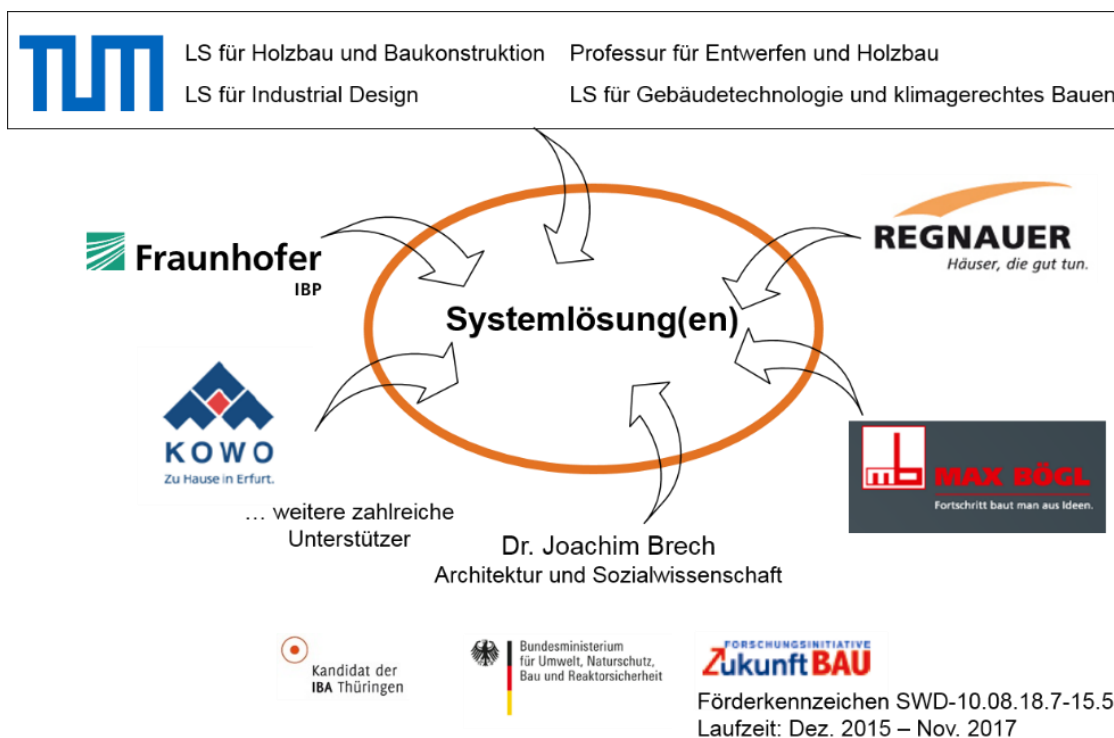 TUM
LS für Holzbau und Baukonstruktion
Professur für Entwerfen und Holzbau
LS für Industrial Design
LS für Gebäudetechnologie und klimagerechtes Bauen
Fraunhofer
IBP
REGNAUER
Häuser, die gut tun.
Systemlösung(en)
KOWO
Zu Hause in Erfurt.
mb
MAX BÖGL
Fortschritt baut man aus Ideen.
... weitere zahlreiche
Unterstützer
Dr. Joachim Brech
Architektur und Sozialwissenschaft
Kandidat der
IBA Thüringen
Bundesministerium
für Umwelt, Naturschutz,
Bau und Reaktorsicherheit
FORSCHUNGSINITIATIVE
Zukunft BAU
Förderkennzeichen SWD-10.08.18.7-15.5
Laufzeit: Dez. 2015 – Nov. 2017